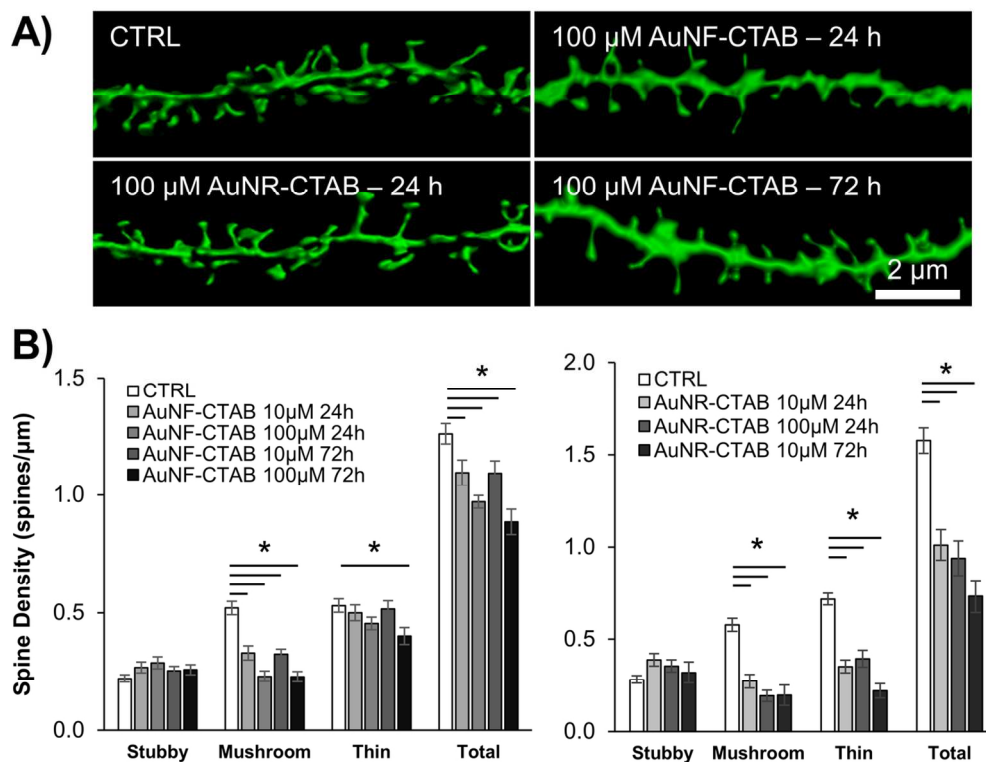 A)
CTRL
100 µM AuNF-CTAB – 24 h
100 µM AuNR-CTAB – 24 h
100 µM AuNF-CTAB – 72 h
2 µm
B)
Spine Density (spines/µm)
1.5
1.0
0.5
0.0
CTRL
AuNF-CTAB 10µM 24h
AuNF-CTAB 100µM 24h
AuNF-CTAB 10µM 72h
AuNF-CTAB 100µM 72h
*
*
*
Stubby
Mushroom
Thin
Total
2.0
1.5
1.0
0.5
0.0
CTRL
AuNR-CTAB 10µM 24h
AuNR-CTAB 100µM 24h
AuNR-CTAB 10µM 72h
*
*
*
Stubby
Mushroom
Thin
Total